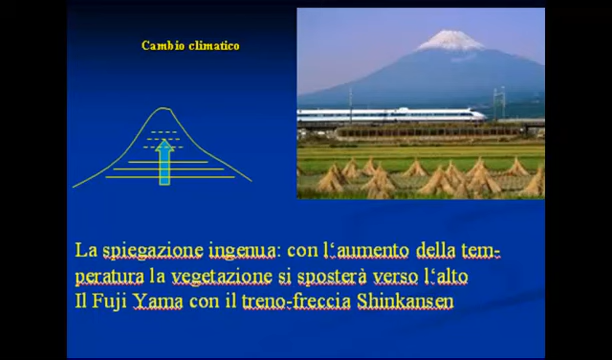 Cambio climatico
La spiegazione ingenua: con l‘aumento della tem-
peratura la vegetazione si sposterà verso l‘alto
Il Fuji Yama con il treno-freccia Shinkansen